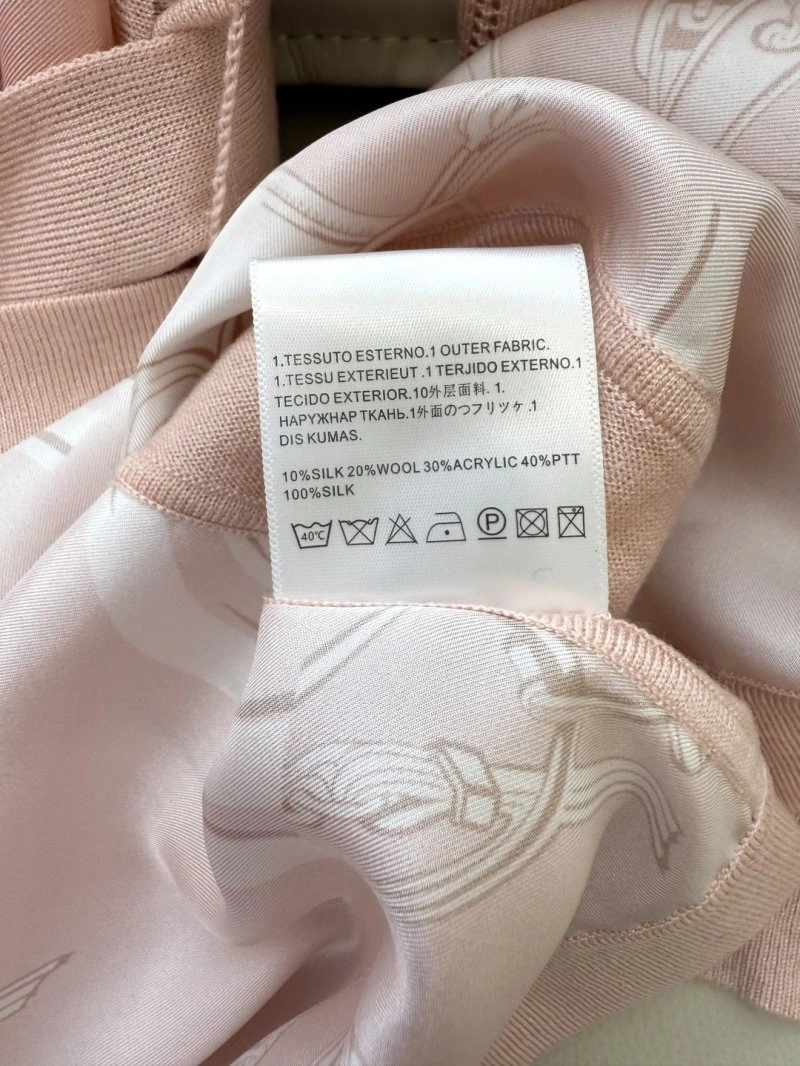 1.TESSUTO ESTERNO.1 OUTER FABRIC.
1.TESSU EXTERIEUT .1 TERJIDO EXTERNO.1
TECIDO EXTERIOR.10外层面料. 1.
НАРУЖНАР ТКАНЬ.1外面のつフリツケ.1
DIS KUMAS.
10%SILK 20%WOOL 30%ACRYLIC 40%PTT
100%SILK
40℃ P